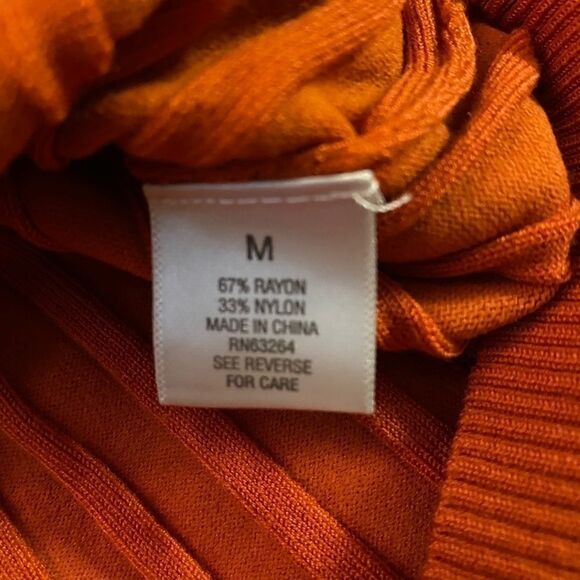 M
67% RAYON
33% NYLON
MADE IN CHINA
RN63264
SEE REVERSE
FOR CARE